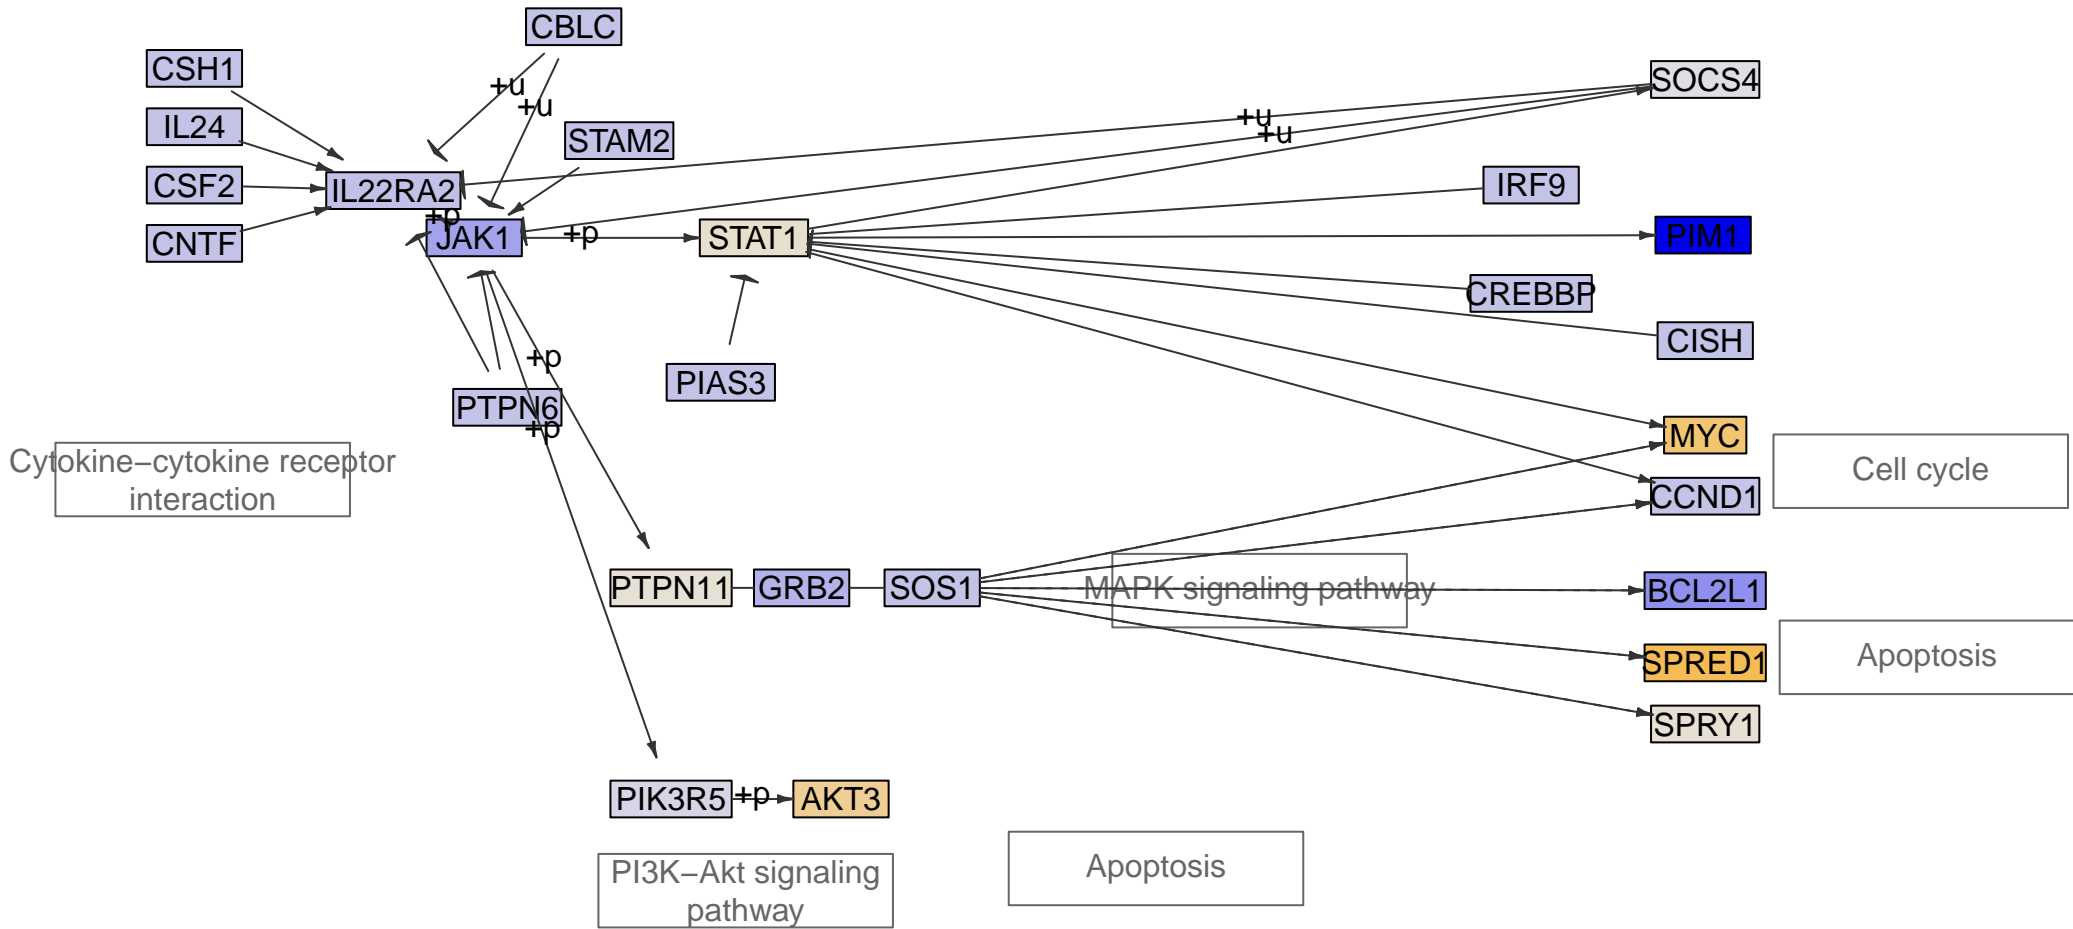 CBLC
CSH1
SOCS4
+u
+u
+u
IL24
+u
STAM2
CSF2
IL22RA2
IRF9
+p
CNTF
JAK1
+p
STAT1
PIM1
CREBBP
CISH
+p
PIAS3
PTPN6
+p
MYC
Cytokine−cytokine receptor
interaction
Cell cycle
CCND1
PTPN11
GRB2
SOS1
MAPK signaling pathway
BCL2L1
SPRED1
Apoptosis
SPRY1
PIK3R5
+p
AKT3
PI3K−Akt signaling
pathway
Apoptosis